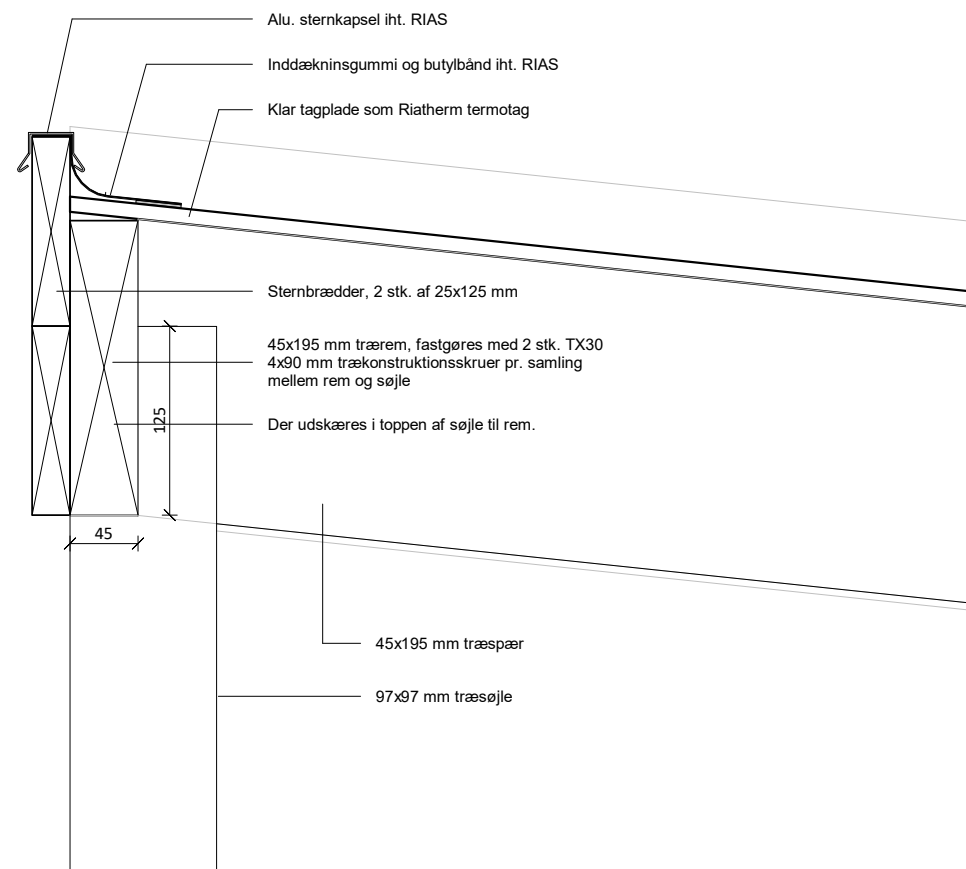 Alu. sternkapsel iht. RIAS
Inddækninsgummi og butylbånd iht. RIAS
Klar tagplade som Riatherm termotag
Sternbrædder, 2 stk. af 25x125 mm
45x195 mm trærem, fastgøres med 2 stk. TX30
4x90 mm trækonstruktionsskruer pr. samling
mellem rem og søjle
125
Der udskæres i toppen af søjle til rem.
45
45x195 mm træspær
97x97 mm træsøjle